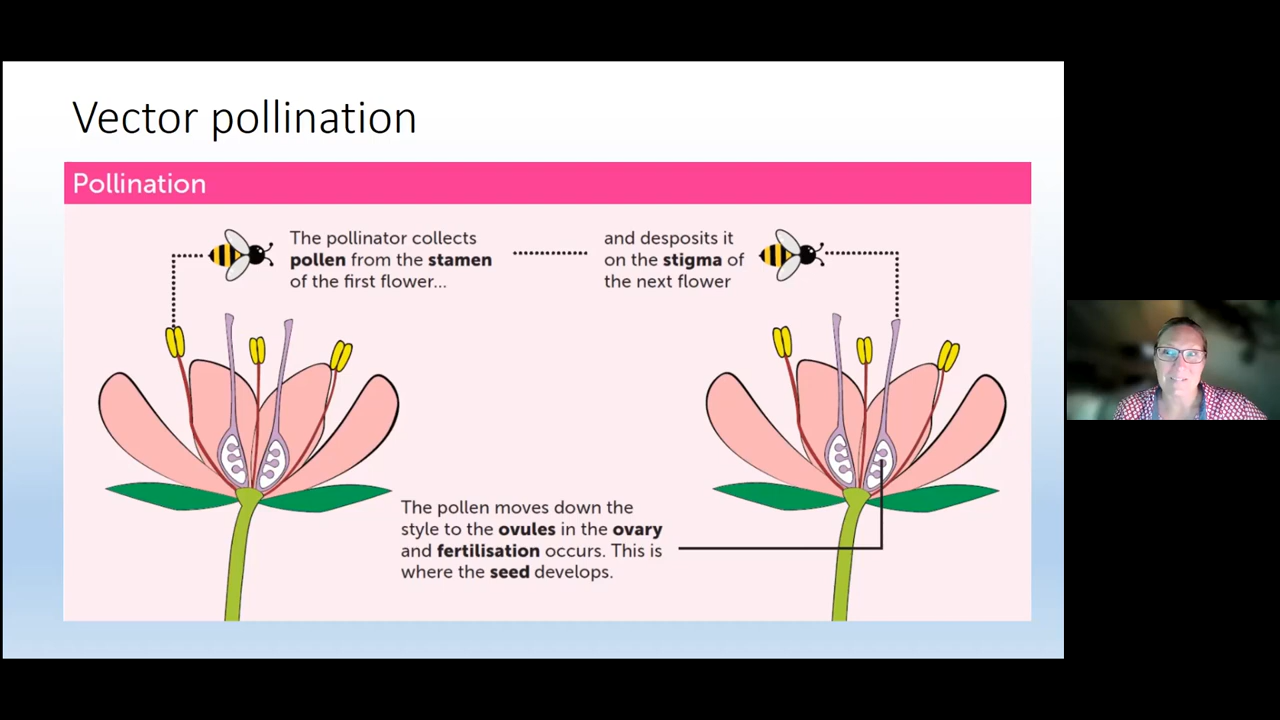 Vector pollination
Pollination
The pollinator collects
pollen from the stamen
of the first flower...
and desposits it
on the stigma of
the next flower
The pollen moves down the
style to the ovules in the ovary
and fertilisation occurs. This is
where the seed develops.